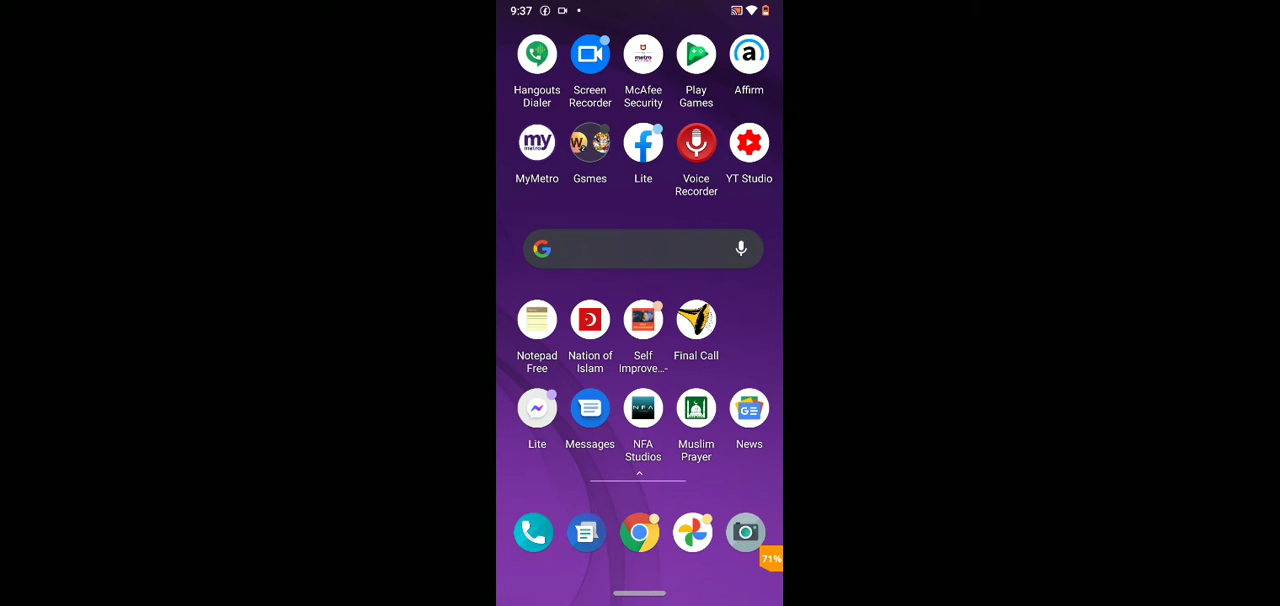 9:37
Hangouts Screen McAfee Play Affirm
Dialer Recorder Security Games
MyMetro Gsmes Lite Voice YT Studio
Recorder
Notepad Nation of Self Final Call
Free Islam Improve...-
Lite Messages NFA Muslim News
Studios Prayer
71%